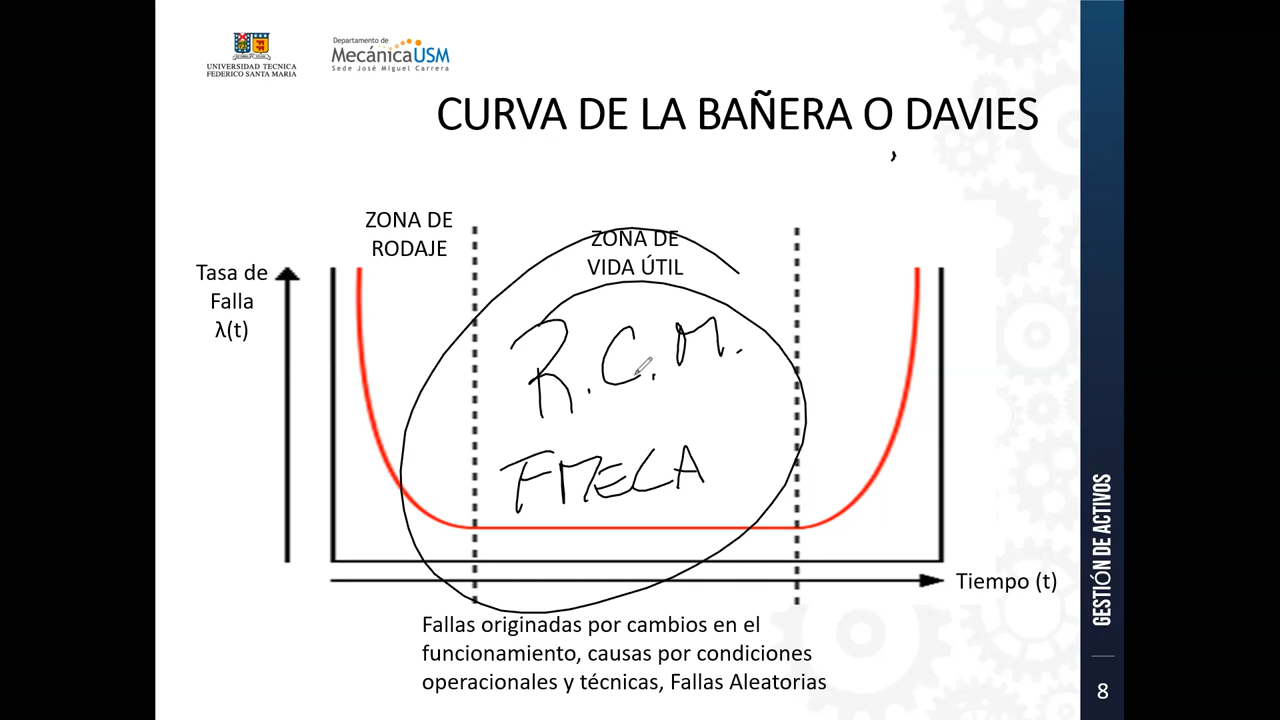 UNIVERSIDAD TECNICA
FEDERICO SANTA MARIA
Departamento de
MecánicaUSM
Sede José Miguel Carrera
CURVA DE LA BAÑERA O DAVIES
ZONA DE
RODAJE
ZONA DE
VIDA ÚTIL
Tasa de
Falla
λ(t)
R.C.M.
FMECA
Tiempo (t)
Fallas originadas por cambios en el
funcionamiento, causas por condiciones
operacionales y técnicas, Fallas Aleatorias
GESTIÓN DE ACTIVOS
8